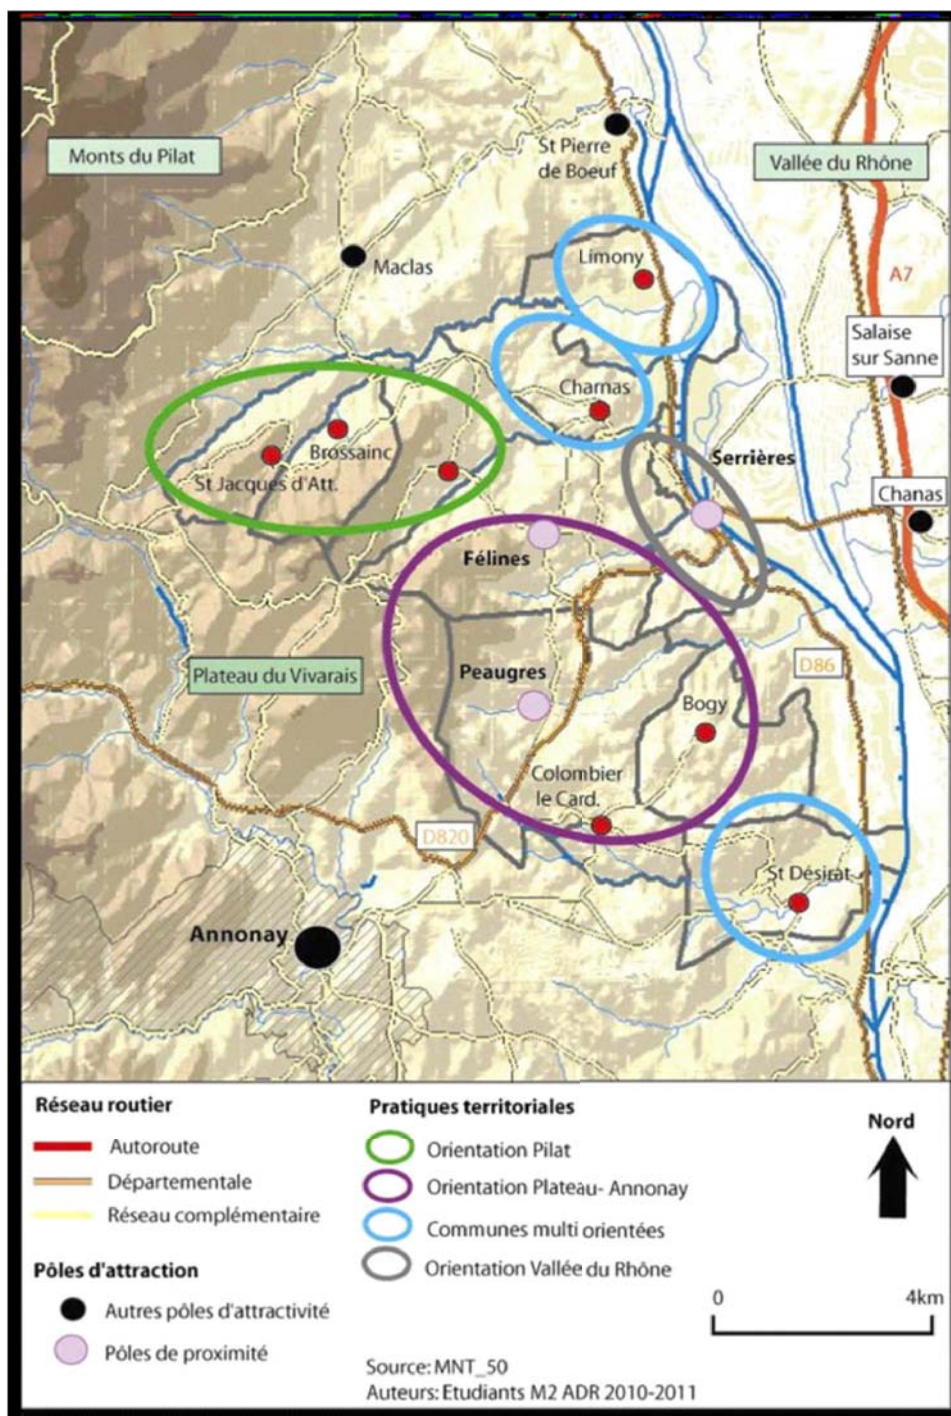 Monts du Pilat
St Pierre
de Boeuf
Vallée du Rhône
Limony
Maclas
A7
Salaise
sur Sanne
Charnas
Brossainc
St Jacques d'Att.
Serrières
Chanas
Félines
Plateau du Vivarais
Peaugres
D86
Bogy
Colombier
le Card.
D820
St Désirat
Annonay
Réseau routier
Autoroute
Départementale
Réseau complémentaire
Pôles d'attraction
Autres pôles d'attractivité
Pôles de proximité
Pratiques territoriales
Orientation Pilat
Orientation Plateau- Annonay
Communes multi orientées
Orientation Vallée du Rhône
Nord
0 4km
Source: MNT_50
Auteurs: Etudiants M2 ADR 2010-2011